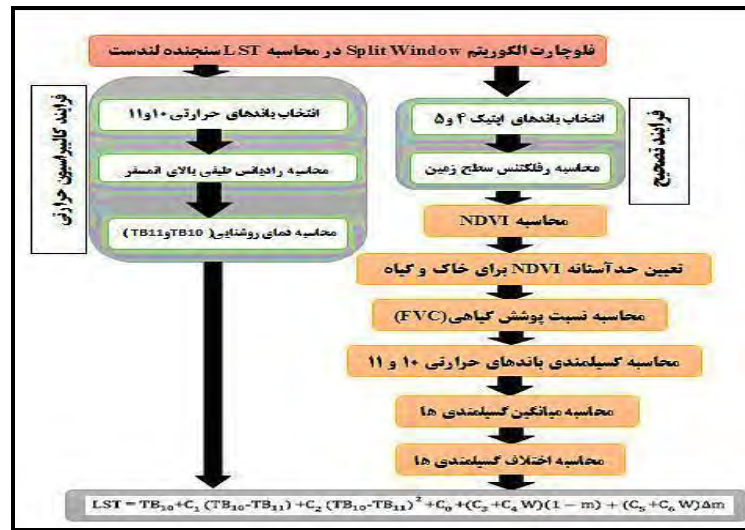 فلوچارت الگوریتم Split Window در محاسبه LST سنجنده لندست
فرایند تصحیح
انتخاب باندهای اپتیک ۴ و ۵
محاسبه رفلکتنس سطح زمین
محاسبه NDVI
تعیین حد آستانه NDVI برای خاک و گیاه
محاسبه نسبت پوشش گیاهی(FVC)
محاسبه گسیلمندی باندهای حرارتی ۱۰ و ۱۱
محاسبه میانگین گسیلمندی ها
محاسبه اختلاف گسیلمندی ها
فرایند کالیبراسیون حرارتی
انتخاب باندهای حرارتی ۱۰و۱۱
محاسبه رادیانس طیفی بالای اتمسفر
محاسبه دمای روشنایی( TB10وTB11)
LST = TB₁₀+C₁ (TB₁₀-TB₁₁) +C₂ (TB₁₀-TB₁₁)² +C₀ +(C₃+C₄ W)(1 − m) + (C₅+C₆ W)Δm